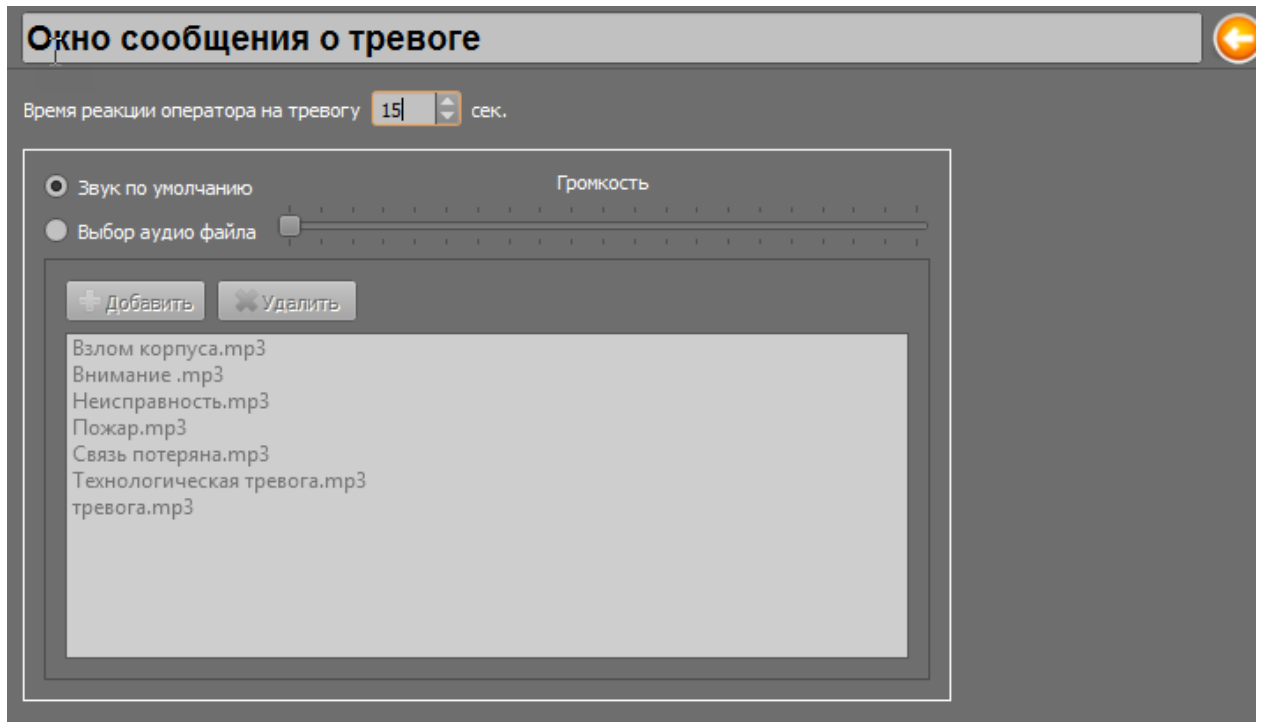 Окно сообщения о тревоге
Время реакции оператора на тревогу 15 сек.
Звук по умолчанию
Громкость
Выбор аудио файла
Добавить Удалить
Взлом корпуса.mp3
Внимание .mp3
Неисправность.mp3
Пожар.mp3
Связь потеряна.mp3
Технологическая тревога.mp3
тревога.mp3